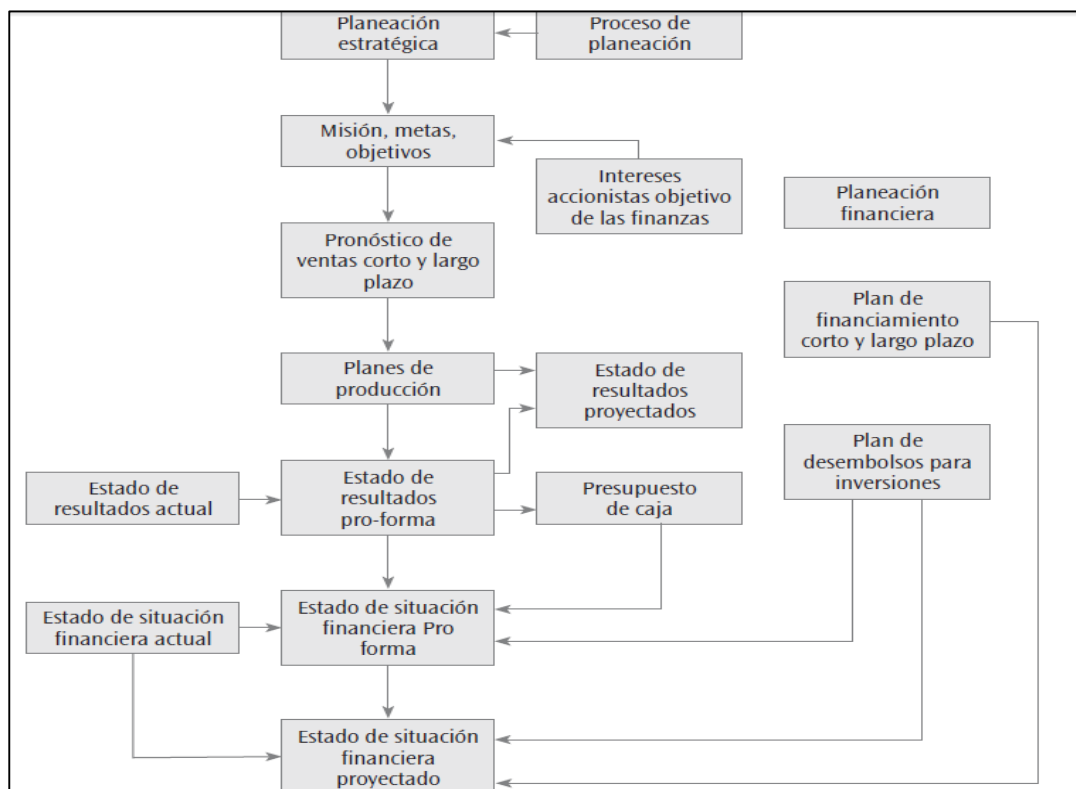 Planeación
estratégica
Proceso de
planeación
Misión, metas,
objetivos
Intereses
accionistas objetivo
de las finanzas
Planeación
financiera
Pronóstico de
ventas corto y largo
plazo
Plan de
financiamiento
corto y largo plazo
Planes de
producción
Estado de
resultados
proyectados
Plan de
desembolsos para
inversiones
Estado de
resultados actual
Estado de
resultados
pro-forma
Presupuesto
de caja
Estado de situación
financiera actual
Estado de situación
financiera Pro
forma
Estado de situación
financiera
proyectado